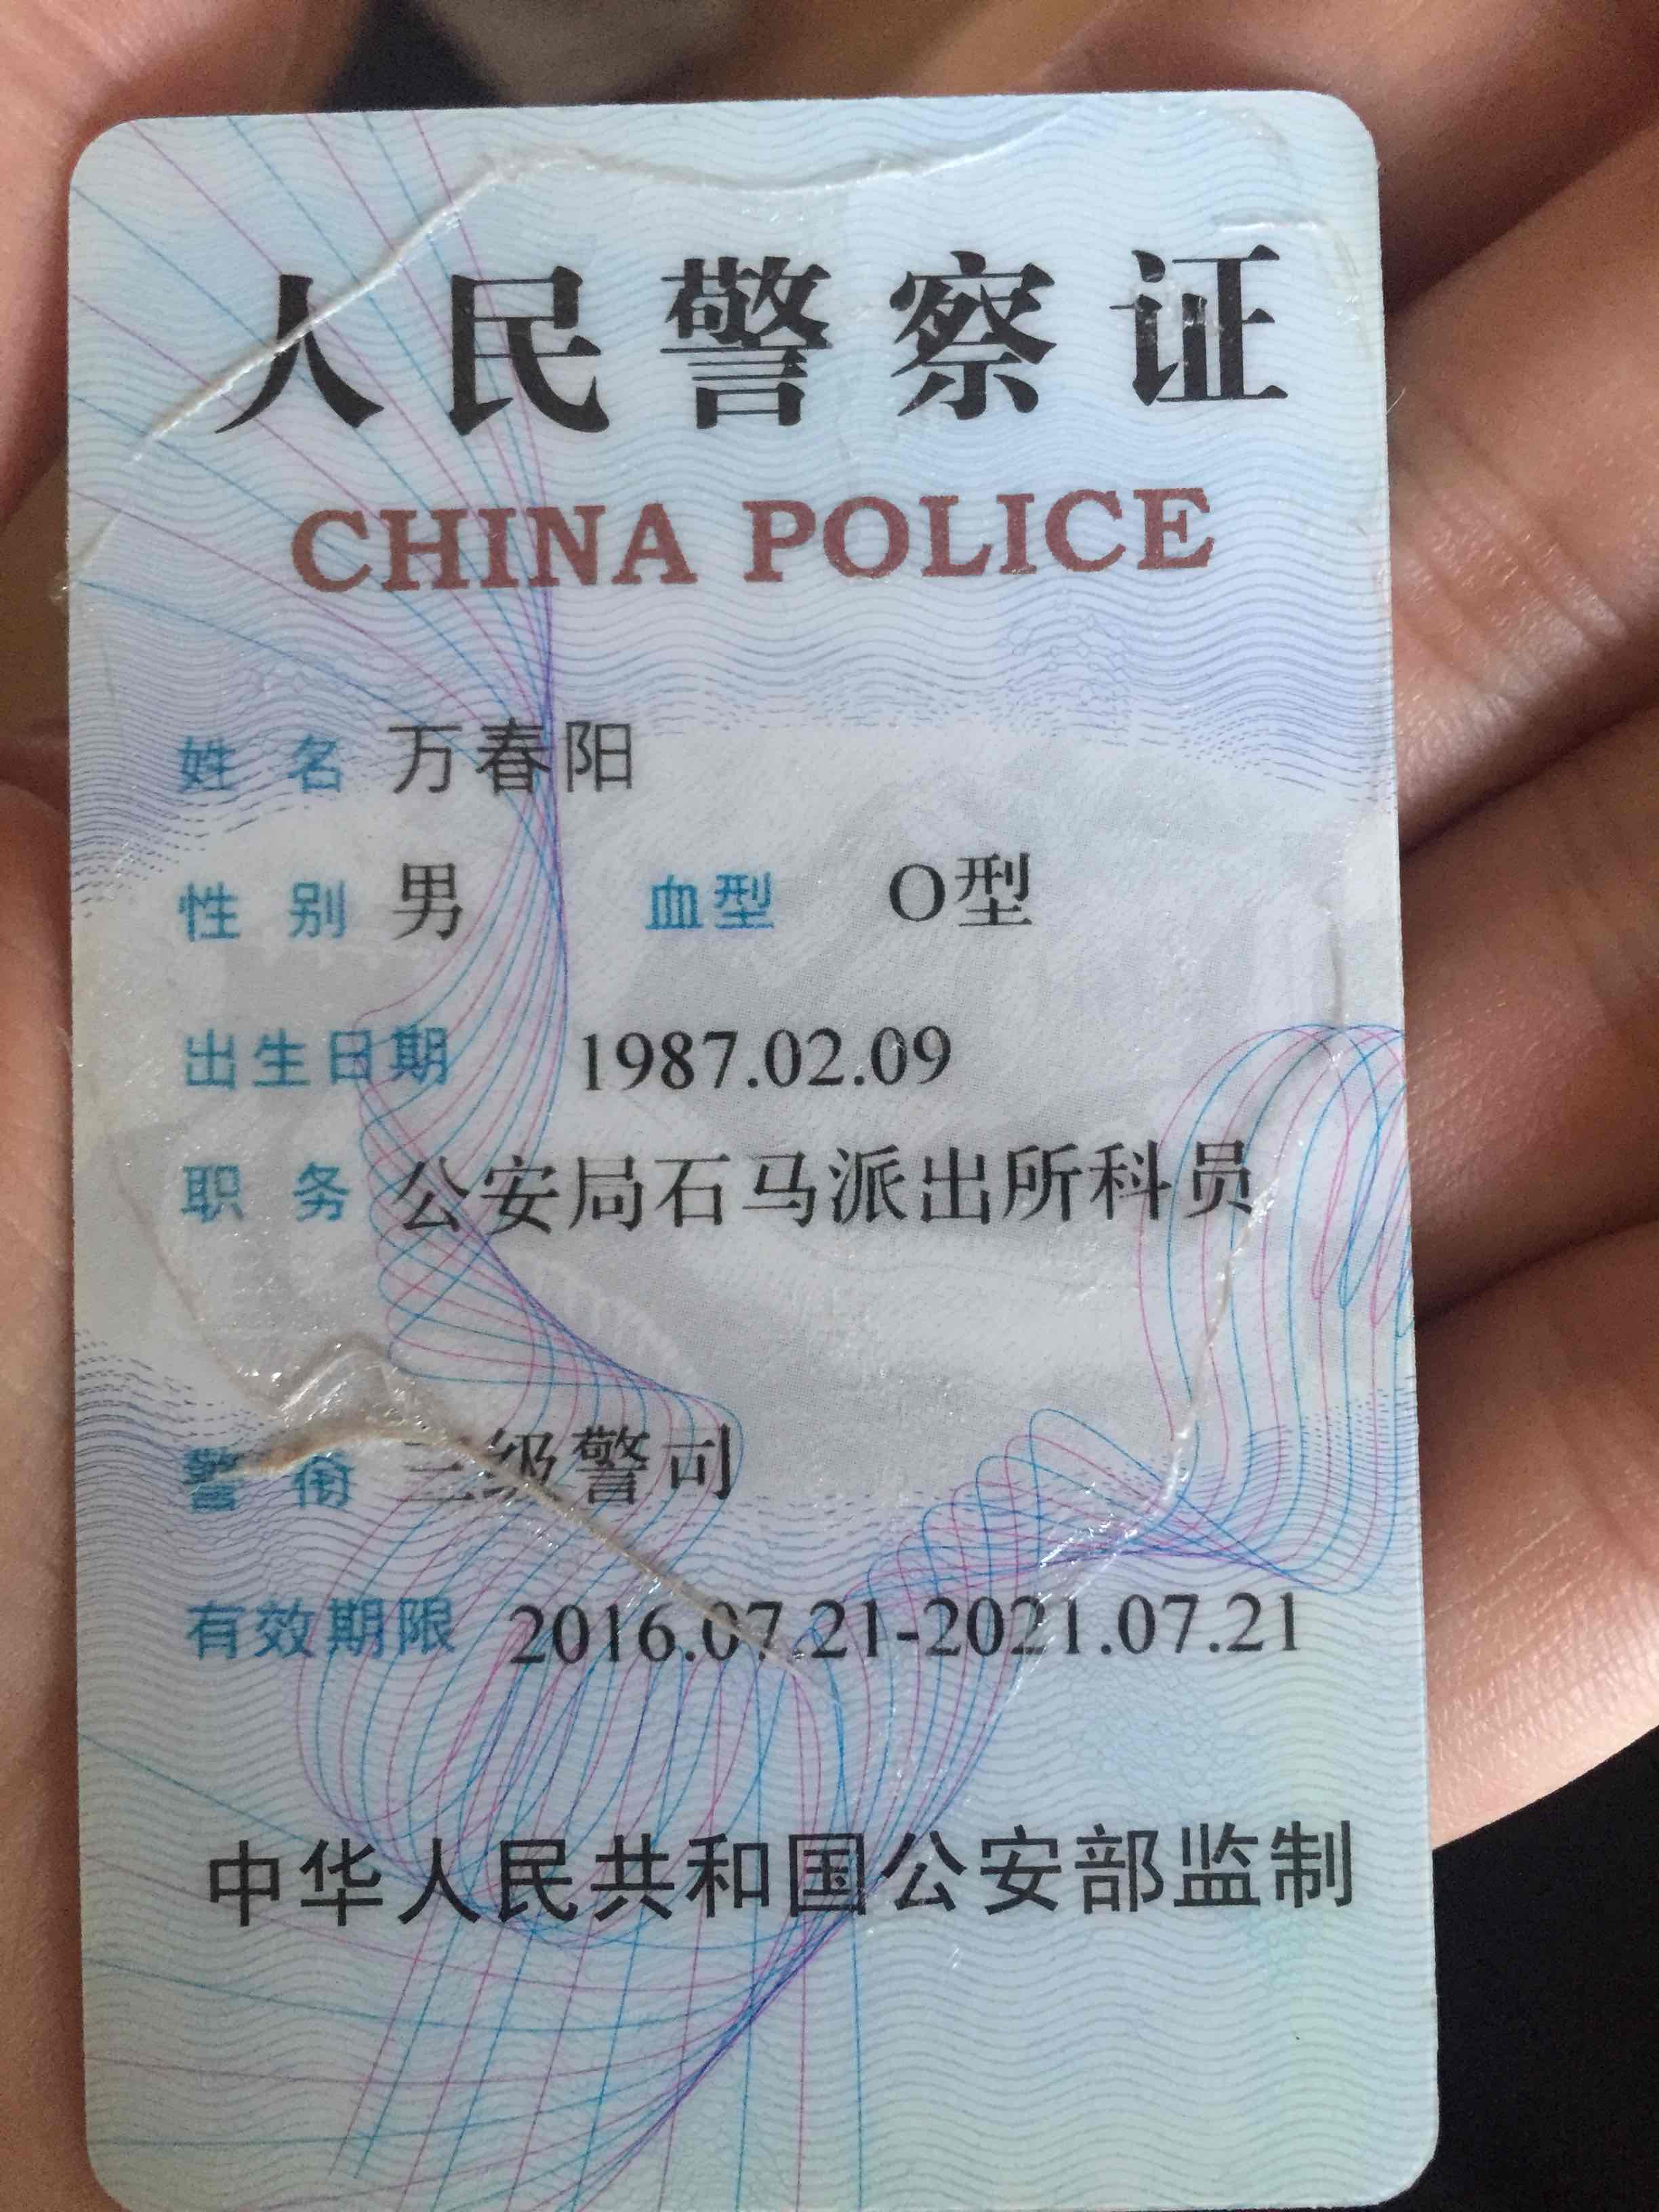 人民警察证
CHINA POLICE
姓名 万春阳
性别 男 血型 O型
出生日期 1987.02.09
职务 公安局石马派出所科员
警衔 三级警司
有效期限 2016.07.21-2021.07.21
中华人民共和国公安部监制